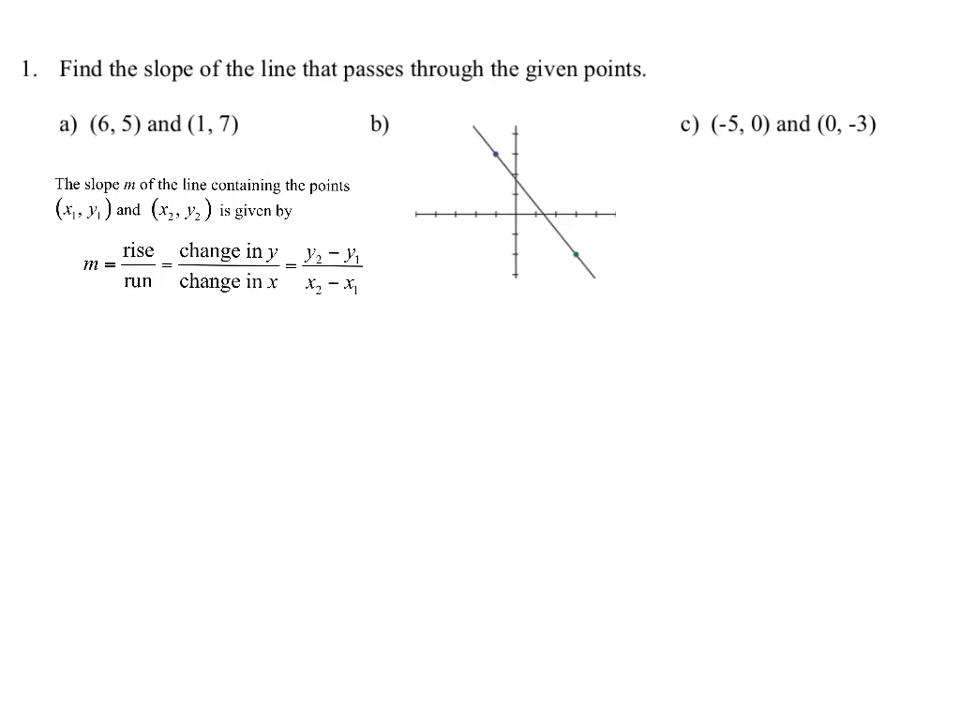 1. Find the slope of the line that passes through the given points.
a) (6, 5) and (1, 7)
b)
c) (-5, 0) and (0, -3)
The slope m of the line containing the points
(x₁, y₁) and (x₂, y₂) is given by
m = rise/run = change in y/change in x = y₂ − y₁/x₂ − x₁